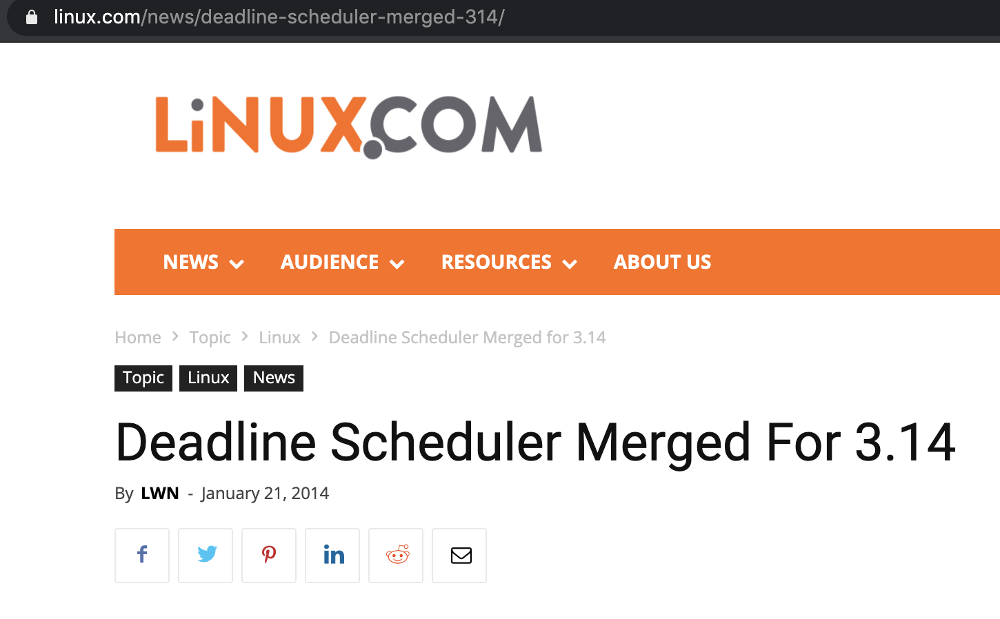 linux.com/news/deadline-scheduler-merged-314/
LiNUX.COM
NEWS AUDIENCE RESOURCES ABOUT US
Home > Topic > Linux > Deadline Scheduler Merged for 3.14
Topic Linux News
Deadline Scheduler Merged For 3.14
By LWN - January 21, 2014